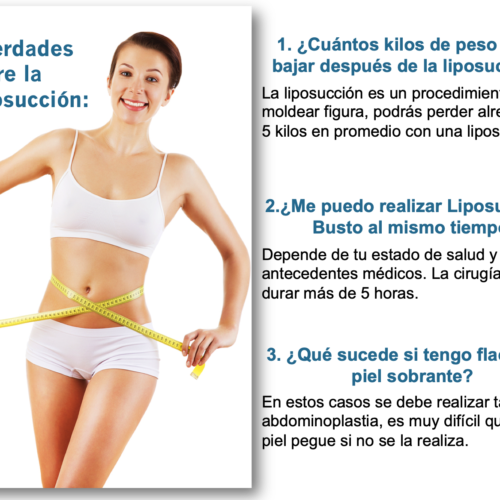 erdades
re la
osucción:
1. ¿Cuántos kilos de peso
bajar después de la liposuc
La liposucción es un procedimien
moldear figura, podrás perder alre
5 kilos en promedio con una lipos
2.¿Me puedo realizar Liposu
Busto al mismo tiemp
Depende de tu estado de salud y
antecedentes médicos. La cirugía
durar más de 5 horas.
3. ¿Qué sucede si tengo flac
piel sobrante?
En estos casos se debe realizar ta
abdominoplastia, es muy difícil qu
piel pegue si no se la realiza.